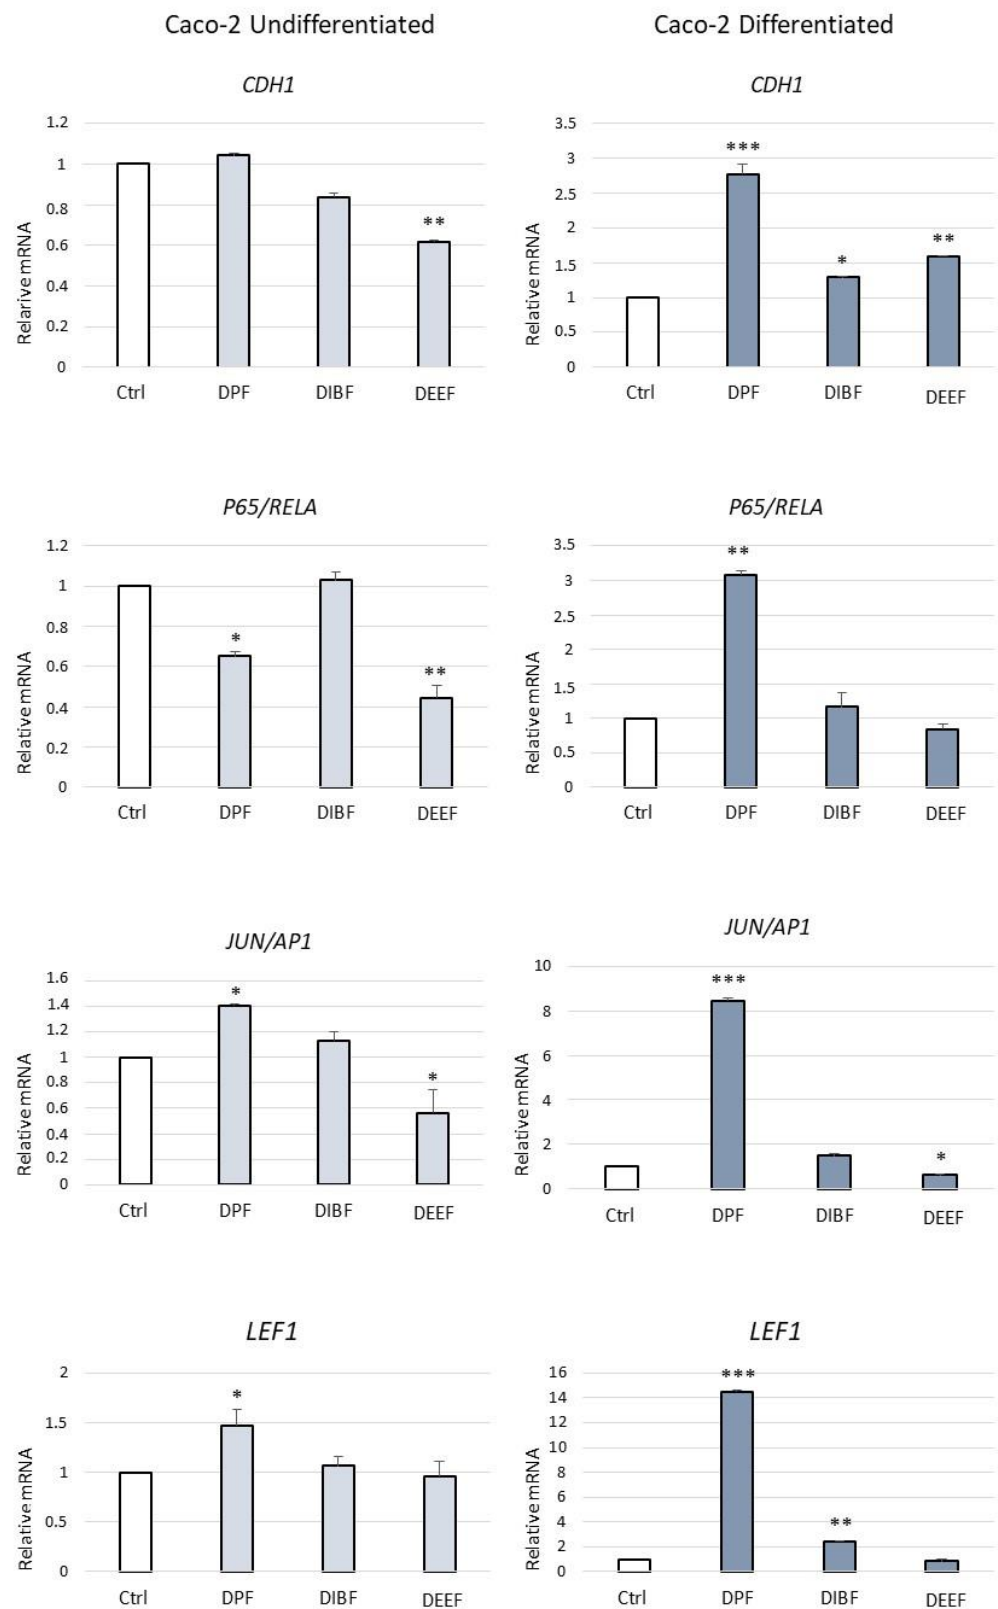 Caco-2 Undifferentiated
Caco-2 Differentiated
CDH1
1.2
1
0.8
0.6
0.4
0.2
0
Relarive mRNA
**
Ctrl DPF DIBF DEEF
CDH1
3.5
3
2.5
2
1.5
1
0.5
0
Relative mRNA
***
*
**
Ctrl DPF DIBF DEEF
P65/RELA
1.2
1
0.8
0.6
0.4
0.2
0
Relative mRNA
*
**
Ctrl DPF DIBF DEEF
P65/RELA
3.5
3
2.5
2
1.5
1
0.5
0
Relative mRNA
**
Ctrl DPF DIBF DEEF
JUN/AP1
1.6
1.4
1.2
1
0.8
0.6
0.4
0.2
0
Relative mRNA
*
*
Ctrl DPF DIBF DEEF
JUN/AP1
10
8
6
4
2
0
Relative mRNA
***
*
Ctrl DPF DIBF DEEF
LEF1
2
1.5
1
0.5
0
Relative mRNA
*
Ctrl DPF DIBF DEEF
LEF1
16
14
12
10
8
6
4
2
0
Relative mRNA
***
**
Ctrl DPF DIBF DEEF